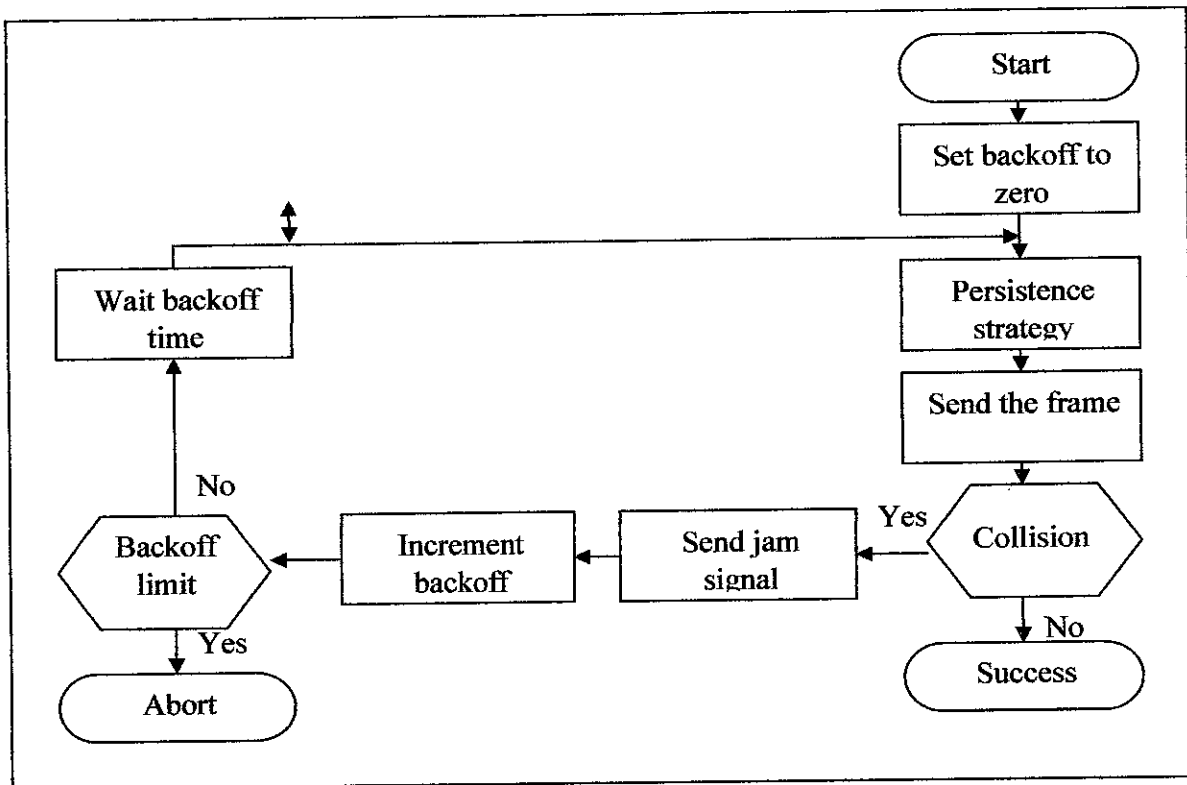 Start
Set backoff to
zero
Wait backoff
time
Persistence
strategy
Send the frame
No
Yes
Collision
Send jam
signal
Increment
backoff
Backoff
limit
No
Yes
Success
Abort